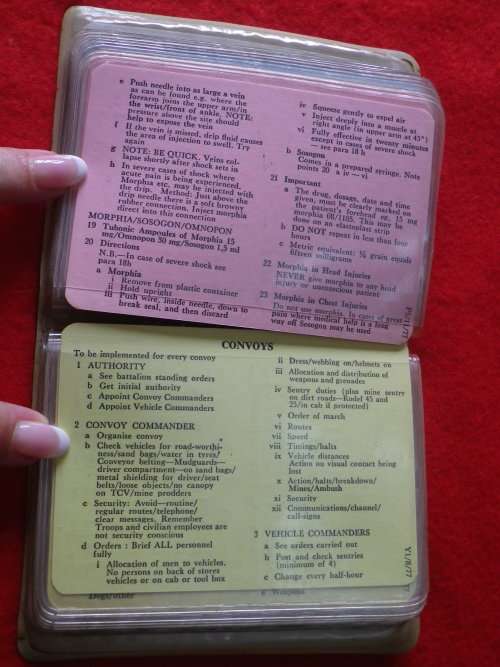 e Push needle into as large a vein
as can be found e.g. where the
forearm joins the upper arm/in
the wrist/front of ankle. NOTE:
pressure above the site should
help to expose the vein
f If the vein is missed, drip fluid causes
the area of injection to swell. Try
again
g NOTE: BE QUICK. Veins col-
lapse shortly after shock sets in
h In severe cases of shock where
acute pain is being experienced,
Morphia etc. may be injected with
the drip. Method: Just above the
drip needle there is a soft brown
rubber connection. Inject morphia
direct into this connection
MORPHIA/SOSOGON/OMNOPON
19 Tubonic Ampoules of Morphia 15
mg/Omnopon 30 mg/Sosogon 1,5 ml
20 Directions
N.B.—In case of severe shock see
para 18h
a Morphia
i Remove from plastic container
ii Hold upright
iii Push wire, inside needle, down to
break seal, and then discard
iv Squeeze gently to expel air
v Inject deeply into a muscle at
right angle (in upper arm at 45°)
vi Fully effective in twenty minutes
except in cases of severe shock
— see para 18 h
b Sosogon
Comes in a prepared syringe. Note
points 20 a iv — vi
21 Important
a The drug, dosage, date and time
given, must be clearly marked on
the patient's forehead eg. 15 mg
morphia 60/105. This may be
done on an elastoplast strip
b DO NOT repeat in less than four
hours
c Metric equivalent: ¼ grain equals
fifteen milligrams
22 Morphia in Head Injuries
NEVER give morphia to any head
injury or unconscious patient
23 Morphia in Chest Injuries
Do not use morphia. In cases of great
pain where medical help is a long
way off Sosogon may be used
CONVOYS
To be implemented for every convoy
1 AUTHORITY
a See battalion standing orders
b Get initial authority
c Appoint Convoy Commanders
d Appoint Vehicle Commanders
2 CONVOY COMMANDER
a Organise convoy
b Check vehicles for road-worthi-
ness/sand bags/water in tyres/
Conveyor belting—Mudguards—
driver compartment—on sand bags/
metal shielding for driver/seat
belts/loose objects/no canopy
on TCV/mine prodders
c Security: Avoid—routine/
regular routes/telephone/
clear messages. Remember
Troops and civilian employees are
not security conscious
d Orders: Brief ALL personnel
fully
i Allocation of men to vehicles.
No persons on back of stores
vehicles or on cab or tool box
ii Dress/webbing on/helmets on
iii Allocation and distribution of
weapons and grenades
iv Sentry duties (plus mine sentry
on dirt roads—Rodef 45 and
25/in cab if protected)
v Order of march
vi Routes
vii Speed
viii Timings/halts
ix Vehicle distances
Action on visual contact being
lost
x Action/halts/breakdown/
Mines/Ambush
xi Security
xii Communications/channel/
call-signs
3 VEHICLE COMMANDERS
a See orders carried out
b Post and check sentries
(minimum of 4)
c Change every half-hour
Y1/8/77
Dogs/other
e Weapons